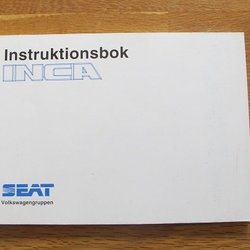 Instruktionsbok
INCA
SEAT
Volkswagengruppen